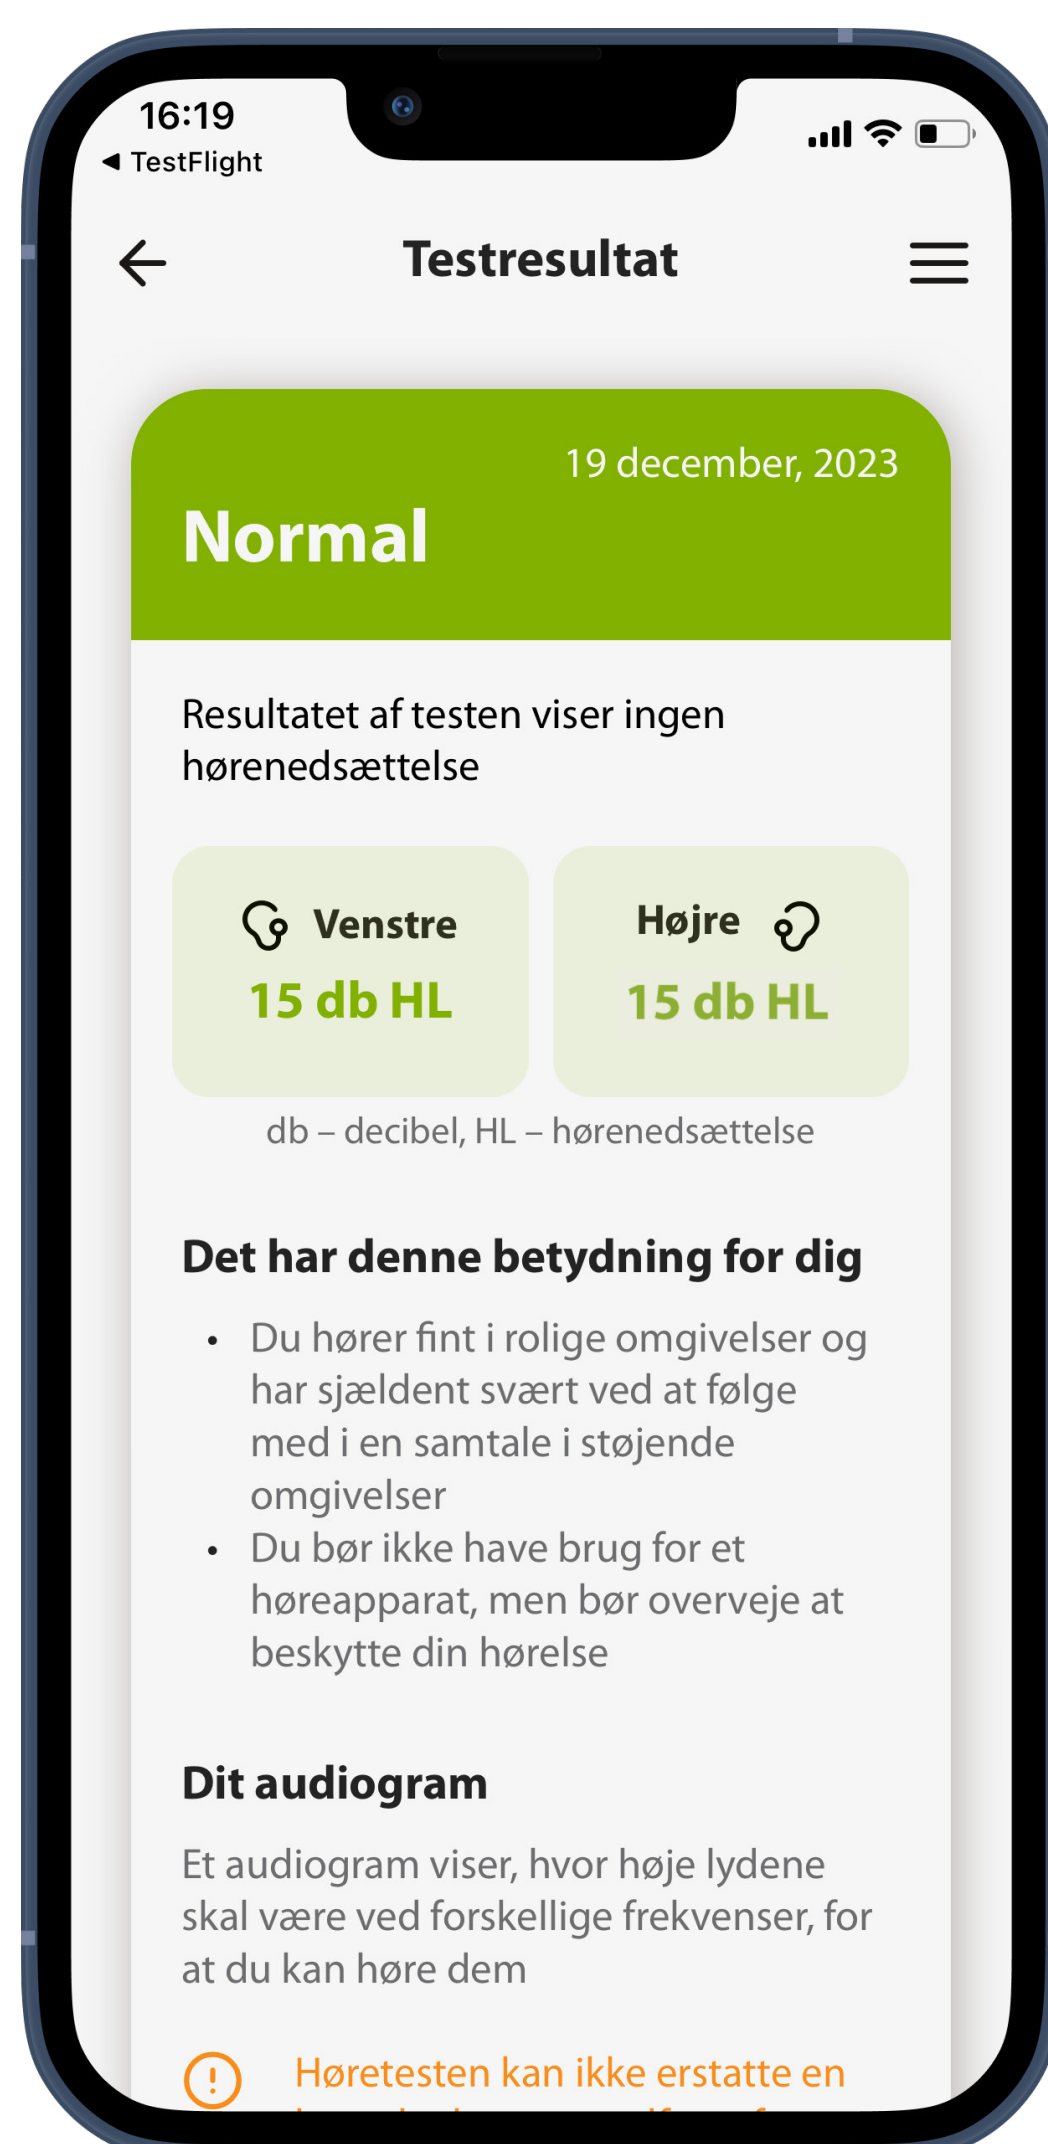 16:19
◀ TestFlight
Testresultat
19 december, 2023
Normal
Resultatet af testen viser ingen
hørenedsættelse
Venstre
15 db HL
Højre
15 db HL
db – decibel, HL – hørenedsættelse
Det har denne betydning for dig
• Du hører fint i rolige omgivelser og
har sjældent svært ved at følge
med i en samtale i støjende
omgivelser
• Du bør ikke have brug for et
høreapparat, men bør overveje at
beskytte din hørelse
Dit audiogram
Et audiogram viser, hvor høje lydene
skal være ved forskellige frekvenser, for
at du kan høre dem
Høretesten kan ikke erstatte en